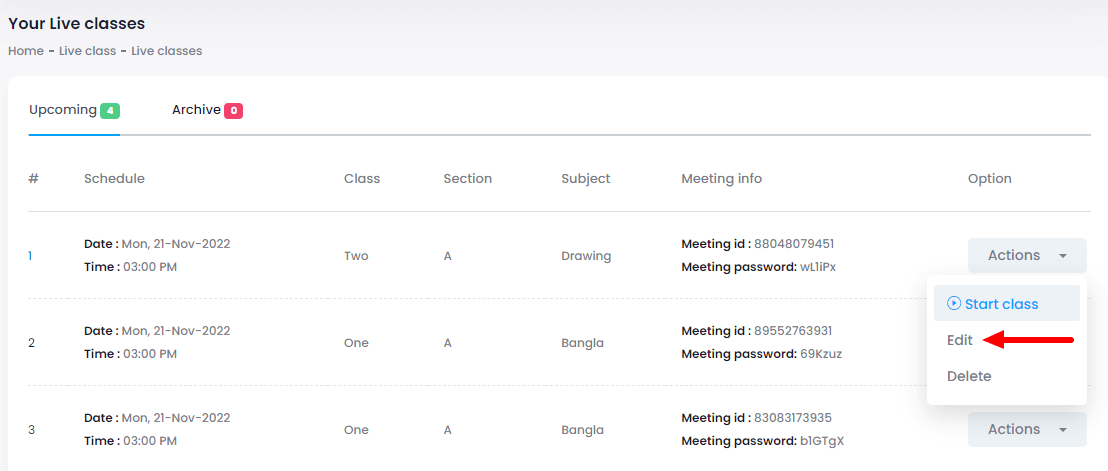 Your Live classes
Home - Live class - Live classes
Upcoming 4 Archive 0
# Schedule Class Section Subject Meeting info Option
1 Date : Mon, 21-Nov-2022 Time : 03:00 PM Two A Drawing Meeting id : 88048079451 Meeting password: wL1iPx Actions
Start class
Edit
Delete
2 Date : Mon, 21-Nov-2022 Time : 03:00 PM One A Bangla Meeting id : 89552763931 Meeting password: 69Kzuz
3 Date : Mon, 21-Nov-2022 Time : 03:00 PM One A Bangla Meeting id : 83083173935 Meeting password: b1GTgX Actions